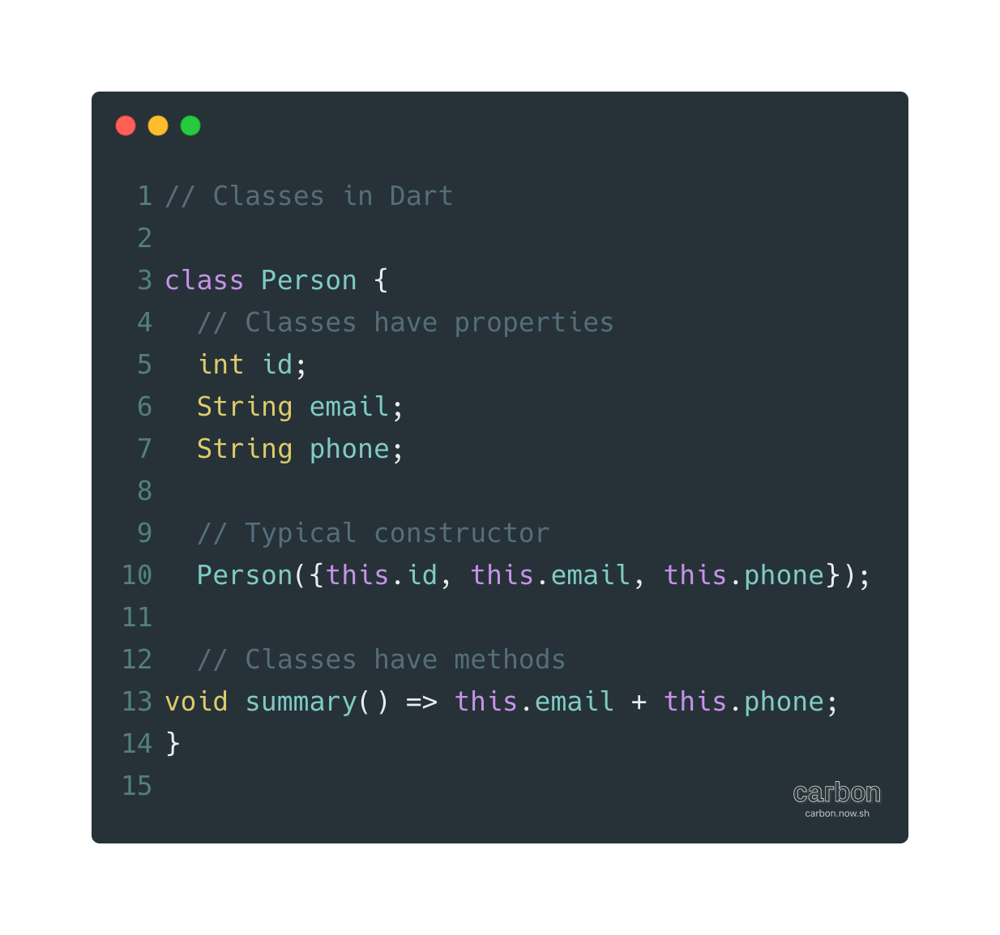 1 // Classes in Dart
2
3 class Person {
4   // Classes have properties
5   int id;
6   String email;
7   String phone;
8
9   // Typical constructor
10   Person({this.id, this.email, this.phone});
11
12   // Classes have methods
13 void summary() => this.email + this.phone;
14 }
15
carbon
carbon.now.sh